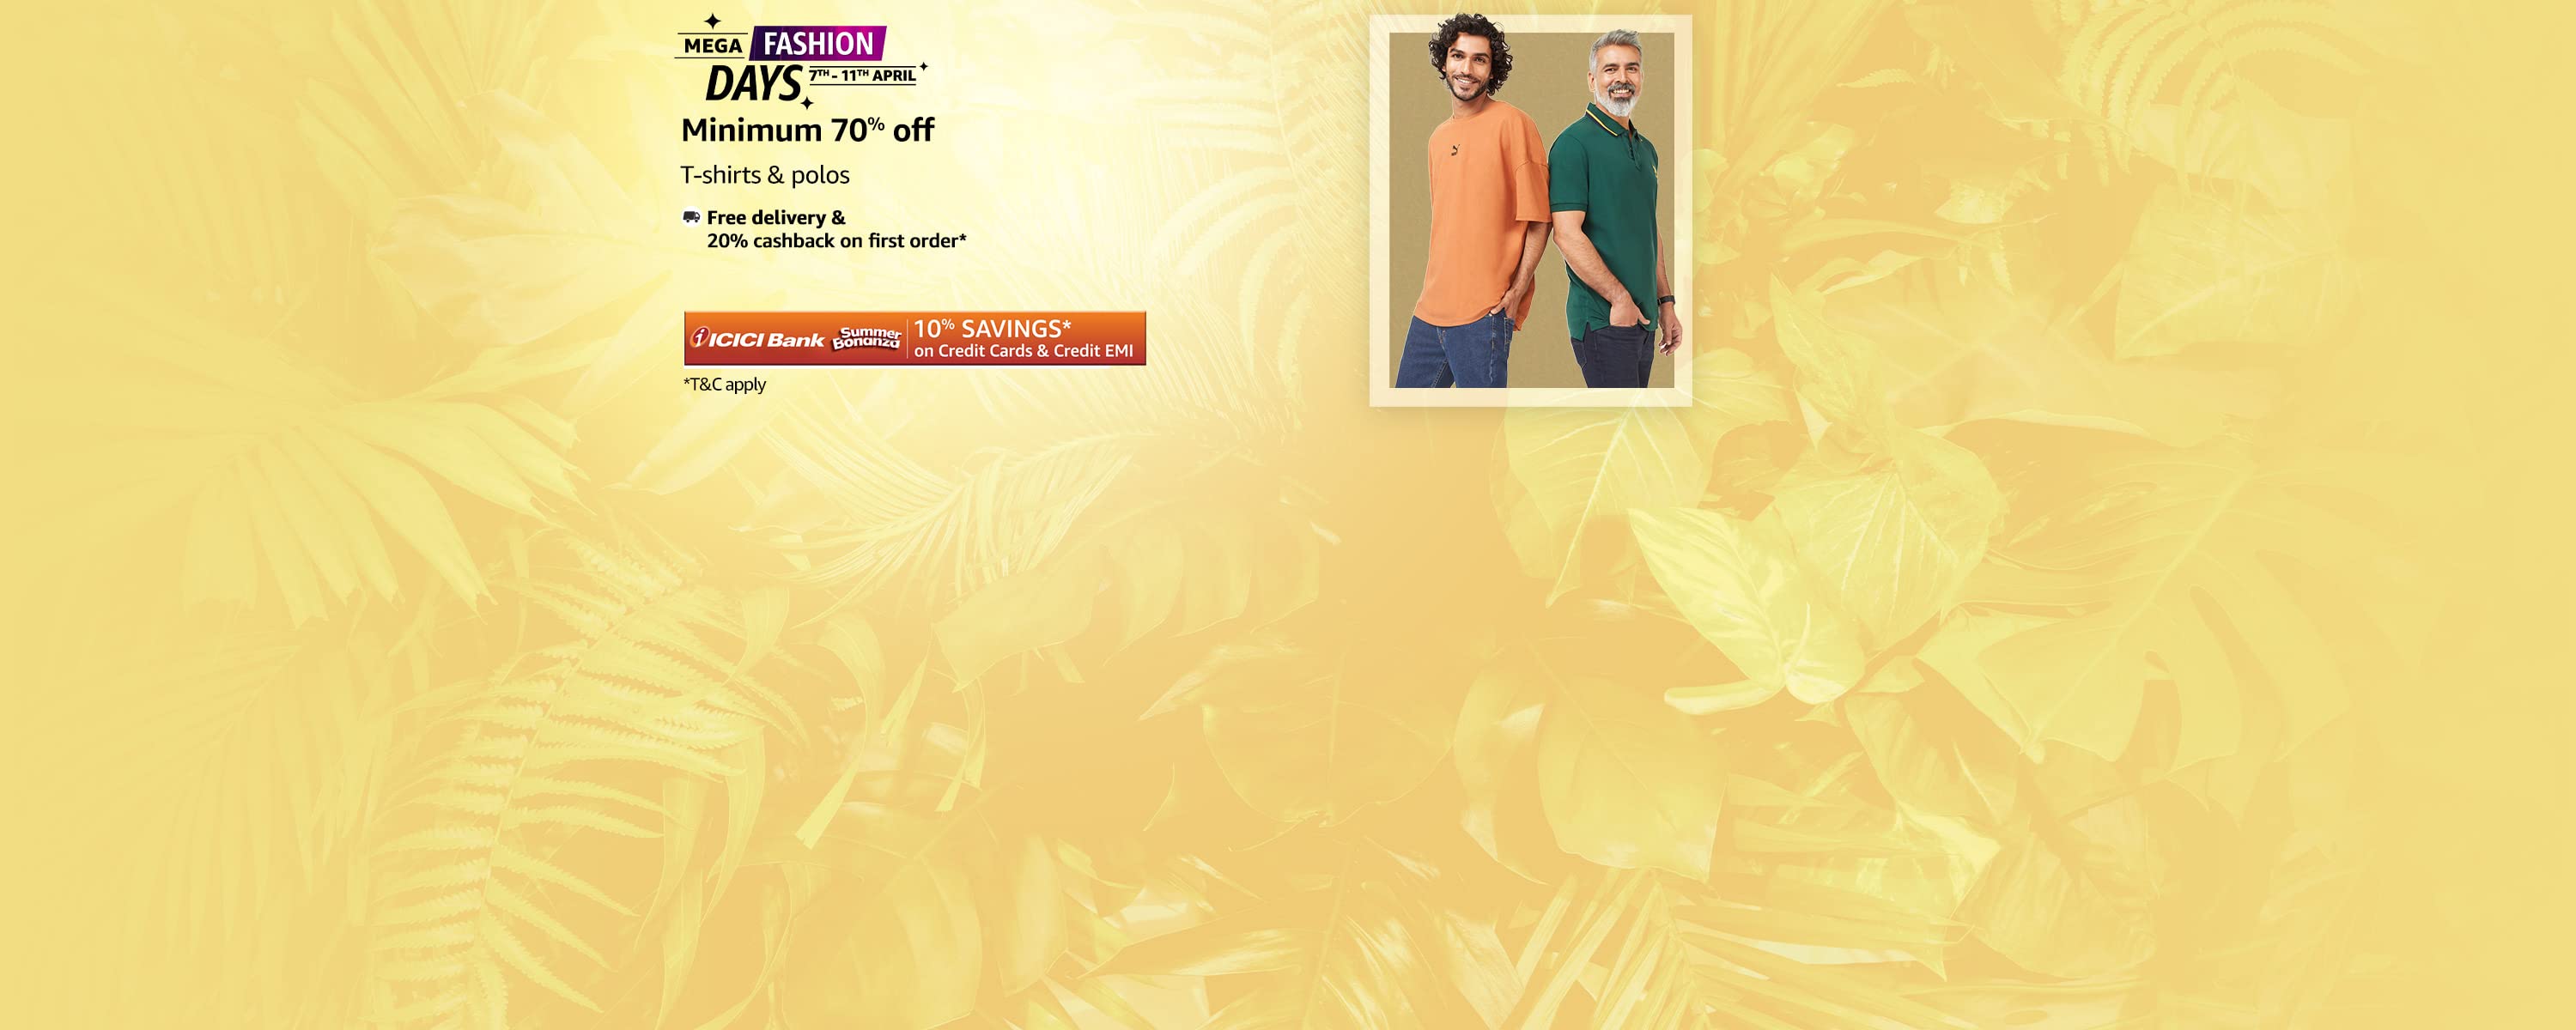 MEGA FASHION
DAYS 7TH - 11TH APRIL
Minimum 70% off
T-shirts & polos
Free delivery &
20% cashback on first order*
ICICI Bank Summer Bonanza 10% SAVINGS*
on Credit Cards & Credit EMI
*T&C apply